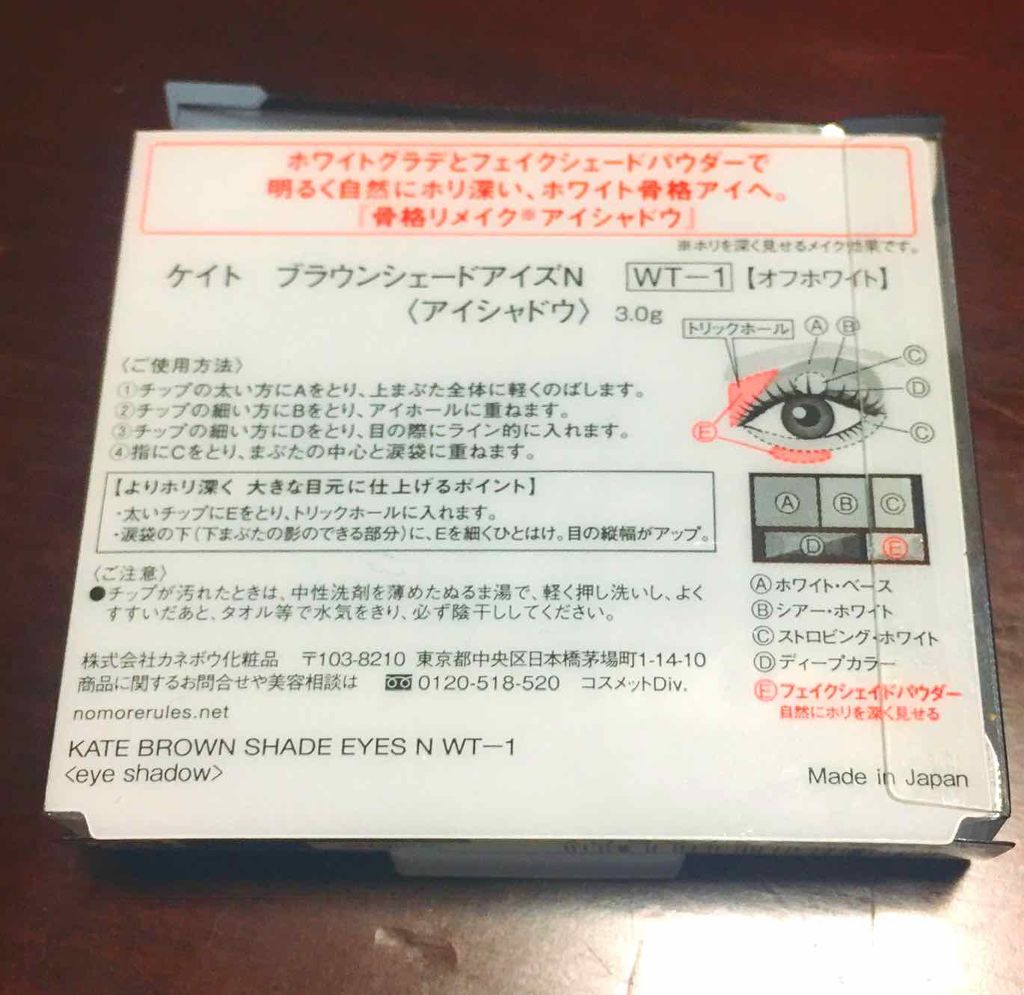 ホワイトグラデとフェイクシェードパウダーで
明るく自然にホリ深い、ホワイト骨格アイへ。
『骨格リメイク※アイシャドウ』
※ホリを深く見せるメイク効果です。
ケイト ブラウンシェードアイズN WT-1 【オフホワイト】
〈アイシャドウ〉 3.0g
トリックホール Ⓐ Ⓑ
Ⓒ
Ⓓ
Ⓒ
Ⓔ
〈ご使用方法〉
①チップの太い方にAをとり、上まぶた全体に軽くのばします。
②チップの細い方にBをとり、アイホールに重ねます。
③チップの細い方にDをとり、目の際にライン的に入れます。
④指にCをとり、まぶたの中心と涙袋に重ねます。
【よりホリ深く 大きな目元に仕上げるポイント】
・太いチップにEをとり、トリックホールに入れます。
・涙袋の下(下まぶたの影のできる部分)に、Eを細くひとはけ。目の縦幅がアップ。
Ⓐ Ⓑ Ⓒ
Ⓓ Ⓔ
〈ご注意〉
●チップが汚れたときは、中性洗剤を薄めたぬるま湯で、軽く押し洗いし、よく
すすいだあと、タオル等で水気をきり、必ず陰干ししてください。
Ⓐホワイト・ベース
Ⓑシアー・ホワイト
Ⓒストロビング・ホワイト
Ⓓディープカラー
Ⓔフェイクシェイドパウダー
自然にホリを深く見せる
株式会社カネボウ化粧品 〒103-8210 東京都中央区日本橋茅場町1-14-10
商品に関するお問合せや美容相談は 0120-518-520 コスメットDiv.
nomorerules.net
KATE BROWN SHADE EYES N WT-1
<eye shadow>
Made in Japan